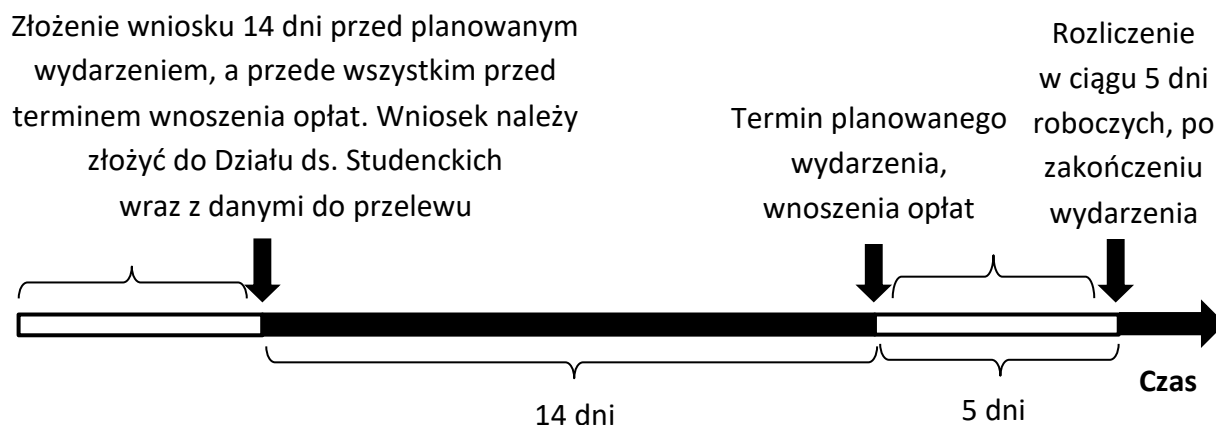 Złożenie wniosku 14 dni przed planowanym
wydarzeniem, a przede wszystkim przed
terminem wnoszenia opłat. Wniosek należy
złożyć do Działu ds. Studenckich
wraz z danymi do przelewu
Termin planowanego
wydarzenia,
wnoszenia opłat
Rozliczenie
w ciągu 5 dni
roboczych, po
zakończeniu
wydarzenia
14 dni
5 dni
Czas